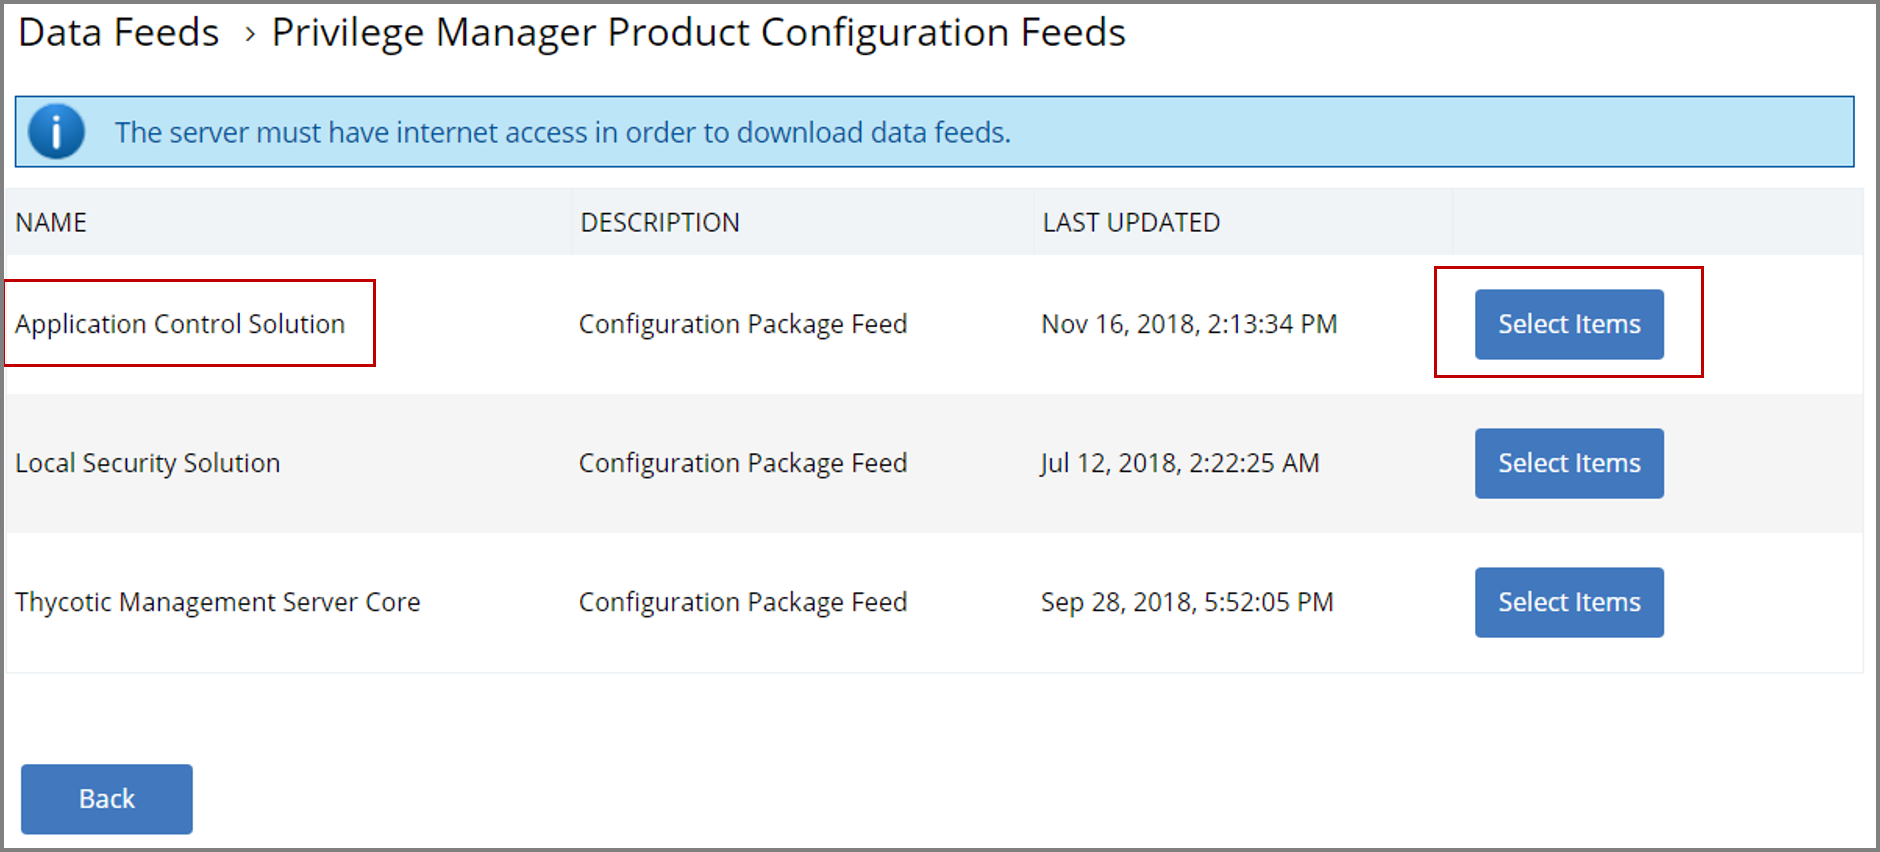 Data Feeds › Privilege Manager Product Configuration Feeds
i The server must have internet access in order to download data feeds.
NAME DESCRIPTION LAST UPDATED
Application Control Solution Configuration Package Feed Nov 16, 2018, 2:13:34 PM Select Items
Local Security Solution Configuration Package Feed Jul 12, 2018, 2:22:25 AM Select Items
Thycotic Management Server Core Configuration Package Feed Sep 28, 2018, 5:52:05 PM Select Items
Back